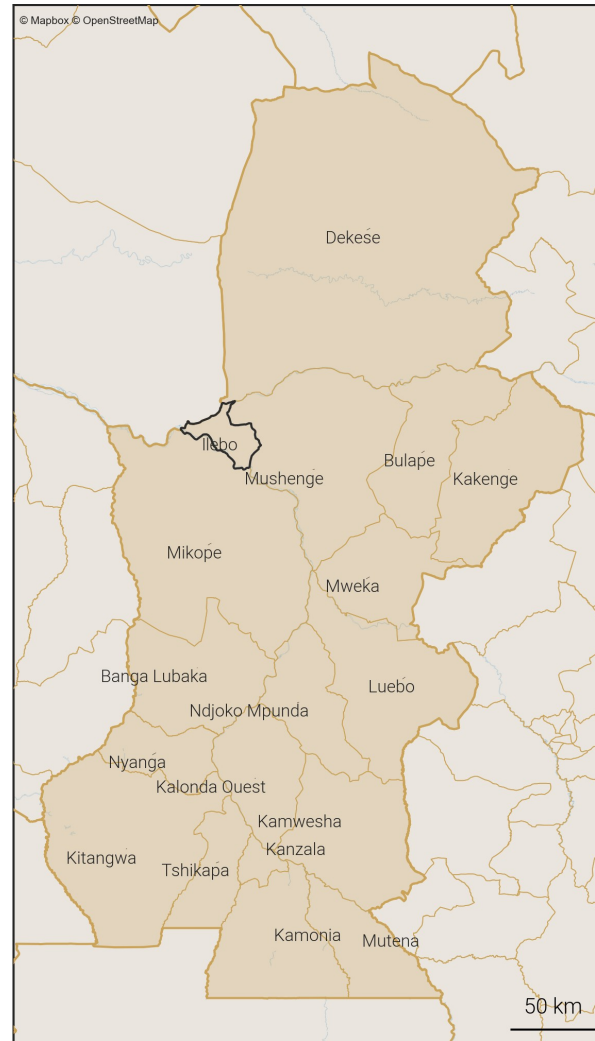 © Mapbox © OpenStreetMap
Dekese
Ilebo
Mushenge
Bulape
Kakenge
Mikope
Mweka
Banga Lubaka
Luebo
Ndjoko Mpunda
Nyanga
Kalonda Ouest
Kamwesha
Kanzala
Kitangwa
Tshikapa
Kamonia
Mutena
50 km